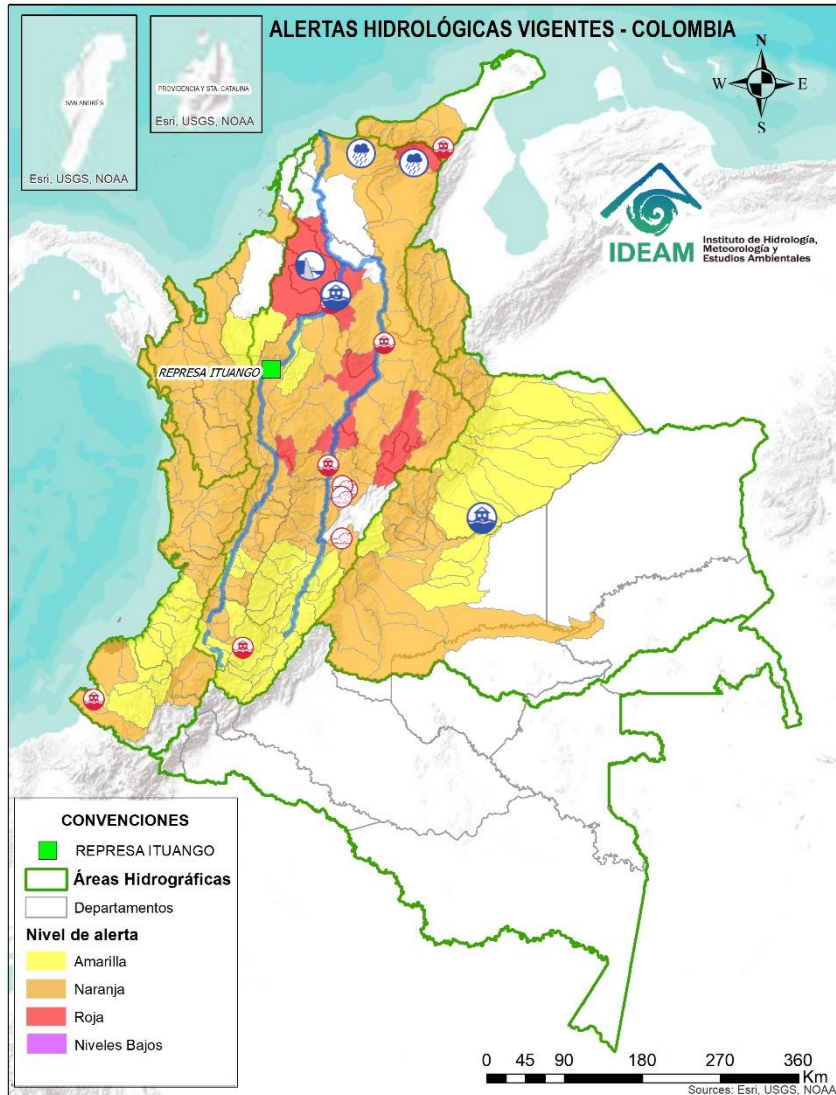 ALERTAS HIDROLÓGICAS VIGENTES - COLOMBIA
SAN ANDRÉS
Esri, USGS, NOAA
PROVIDENCIA Y STA. CATALINA
Esri, USGS, NOAA
N
W
E
S
IDEAM
Instituto de Hidrología,
Meteorología y
Estudios Ambientales
REPRESA ITUANGO
CONVENCIONES
REPRESA ITUANGO
Áreas Hidrográficas
Departamentos
Nivel de alerta
Amarilla
Naranja
Roja
Niveles Bajos
0 45 90 180 270 360
Km
Sources: Esri, USGS, NOAA